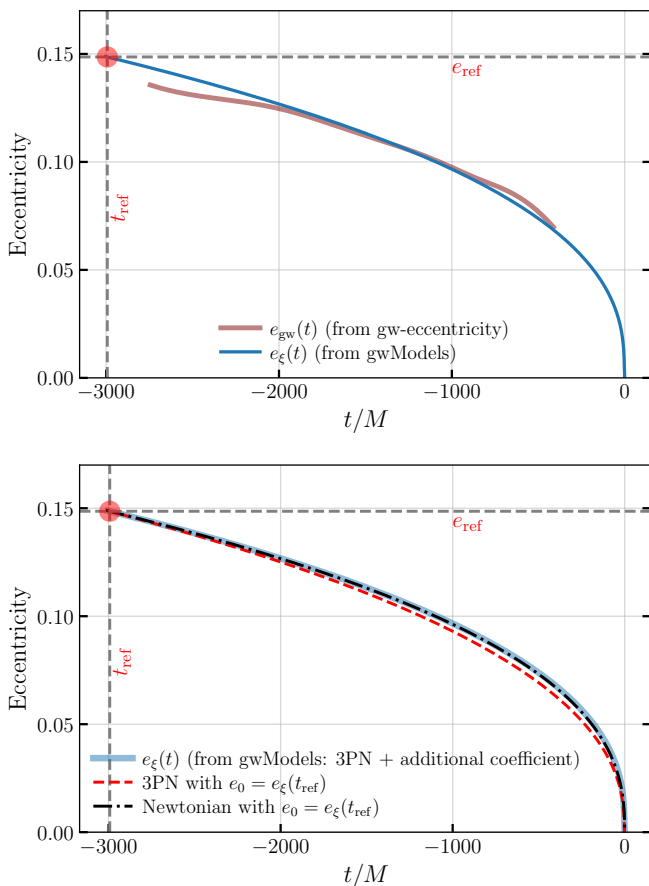 0.15
e_ref
0.10
t_ref
Eccentricity
0.05
e_gw(t) (from gw-eccentricity)
e_ξ(t) (from gwModels)
0.00
−3000
−2000
−1000
0
t/M
0.15
e_ref
0.10
t_ref
Eccentricity
0.05
e_ξ(t) (from gwModels: 3PN + additional coefficient)
3PN with e_0 = e_ξ(t_ref)
Newtonian with e_0 = e_ξ(t_ref)
0.00
−3000
−2000
−1000
0
t/M